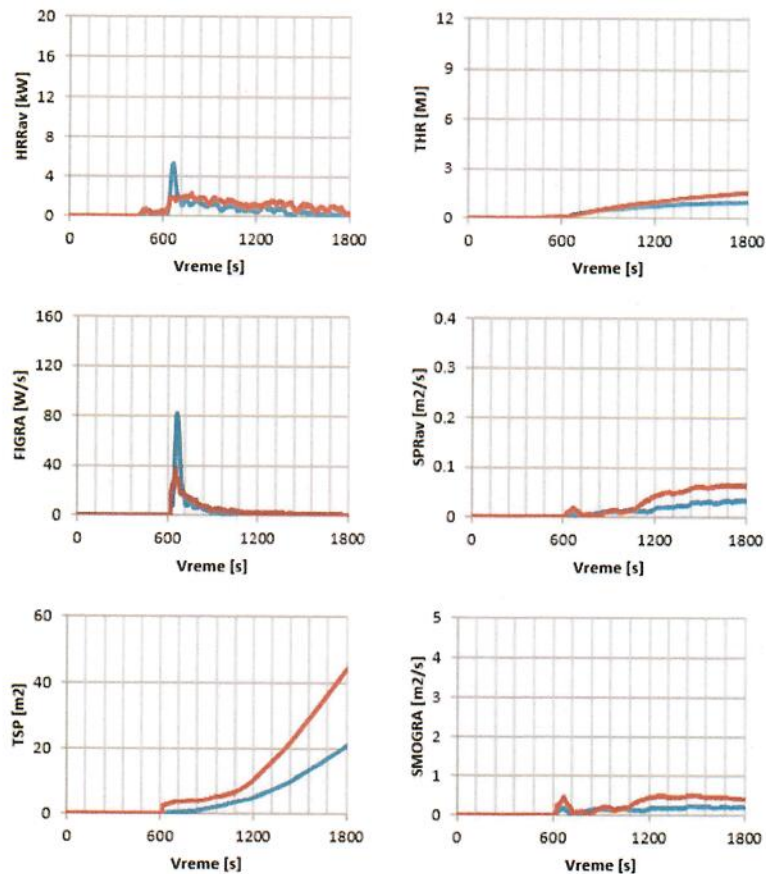 HRRav [kW]
20
16
12
8
4
0
0 600 1200 1800
Vreme [s]
THR [MJ]
12
9
6
3
0
0 600 1200 1800
Vreme [s]
FIGRA [W/s]
160
120
80
40
0
0 600 1200 1800
Vreme [s]
SPRav [m2/s]
0.4
0.3
0.2
0.1
0
0 600 1200 1800
Vreme [s]
TSP [m2]
60
40
20
0
0 600 1200 1800
Vreme [s]
SMOGRA [m2/s]
5
4
3
2
1
0
0 600 1200 1800
Vreme [s]